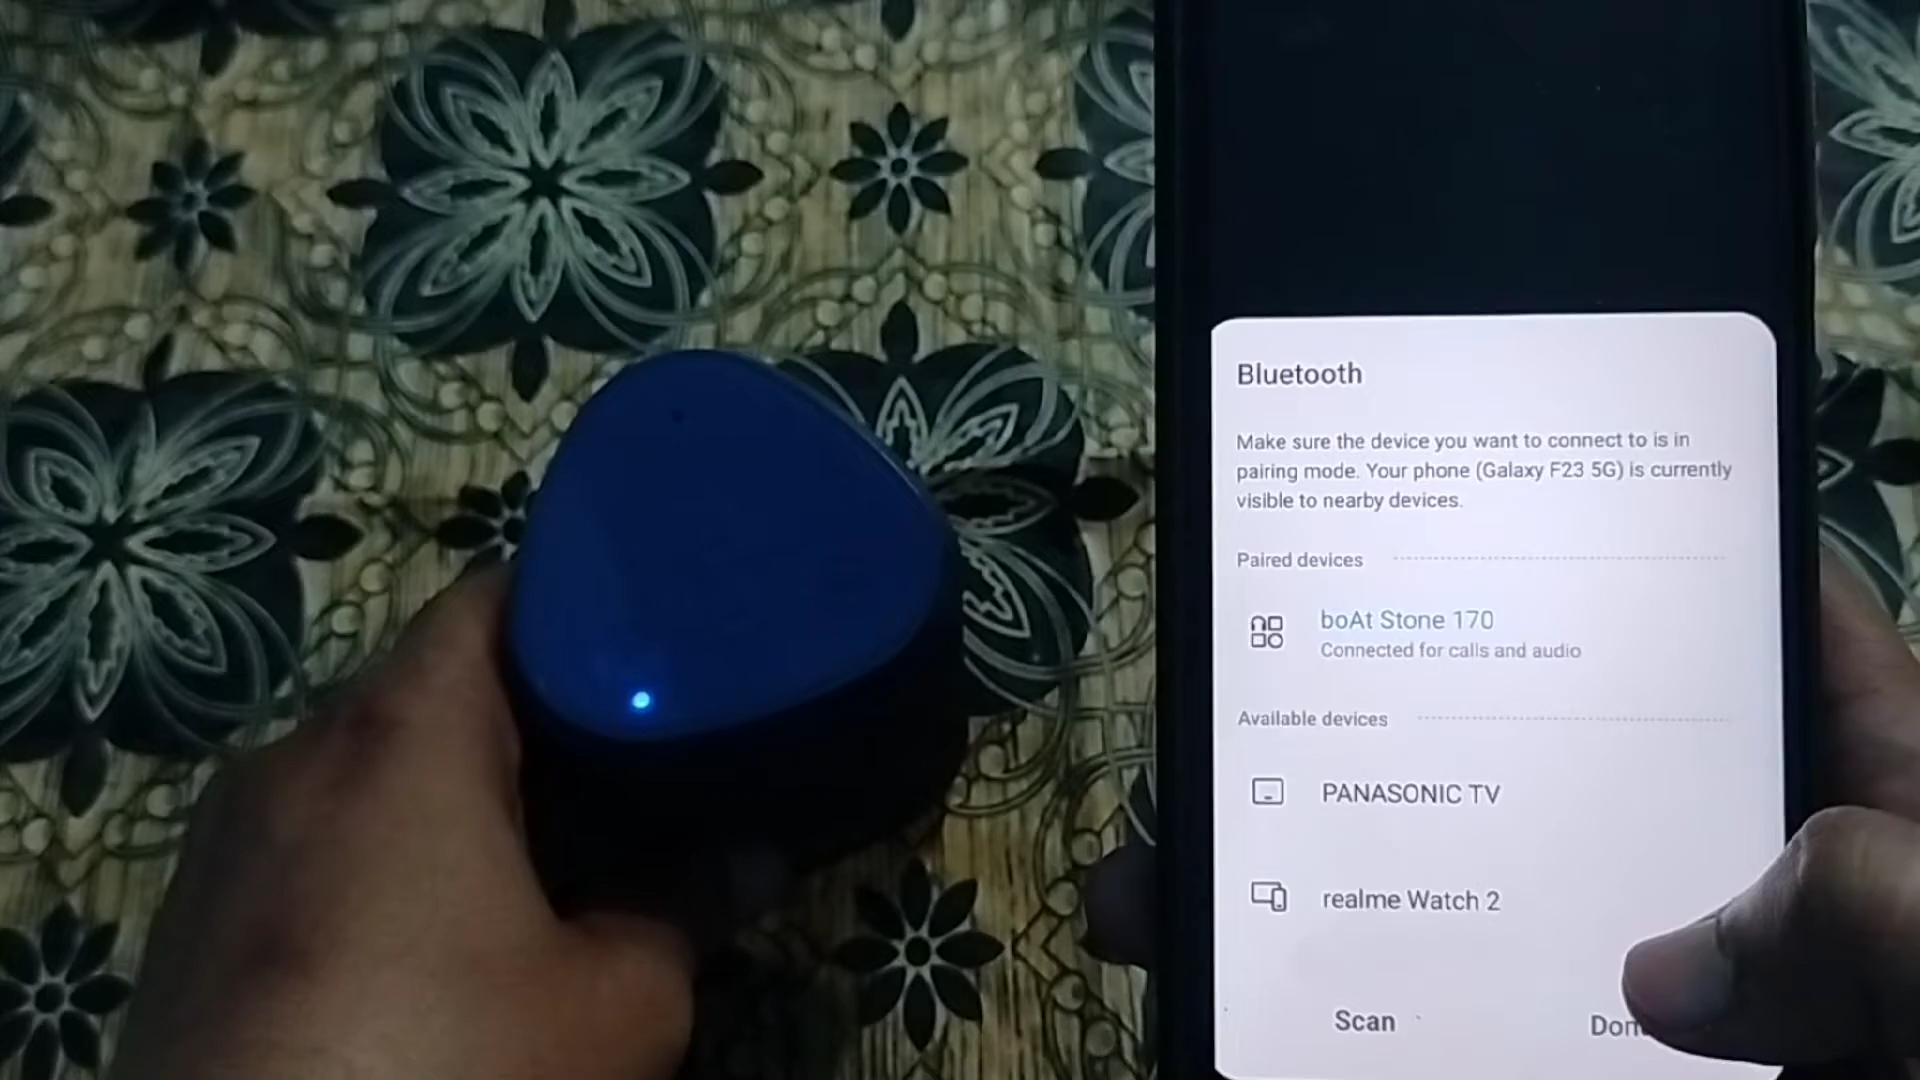 Bluetooth
Make sure the device you want to connect to is in
pairing mode. Your phone (Galaxy F23 5G) is currently
visible to nearby devices.
Paired devices
boAt Stone 170
Connected for calls and audio
Available devices
PANASONIC TV
realme Watch 2
Scan